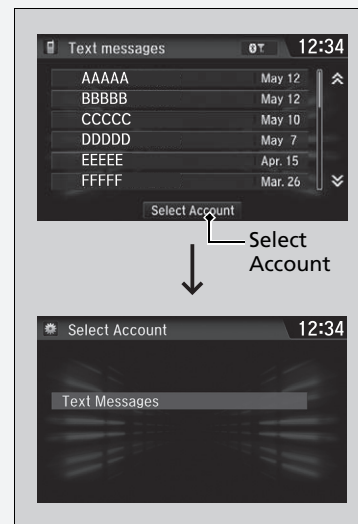 Text messages 12:34
AAAAA May 12
BBBBB May 12
CCCCC May 10
DDDDD May 7
EEEEE Apr. 15
FFFFF Mar. 26
Select Account
Select
Account
Select Account 12:34
Text Messages